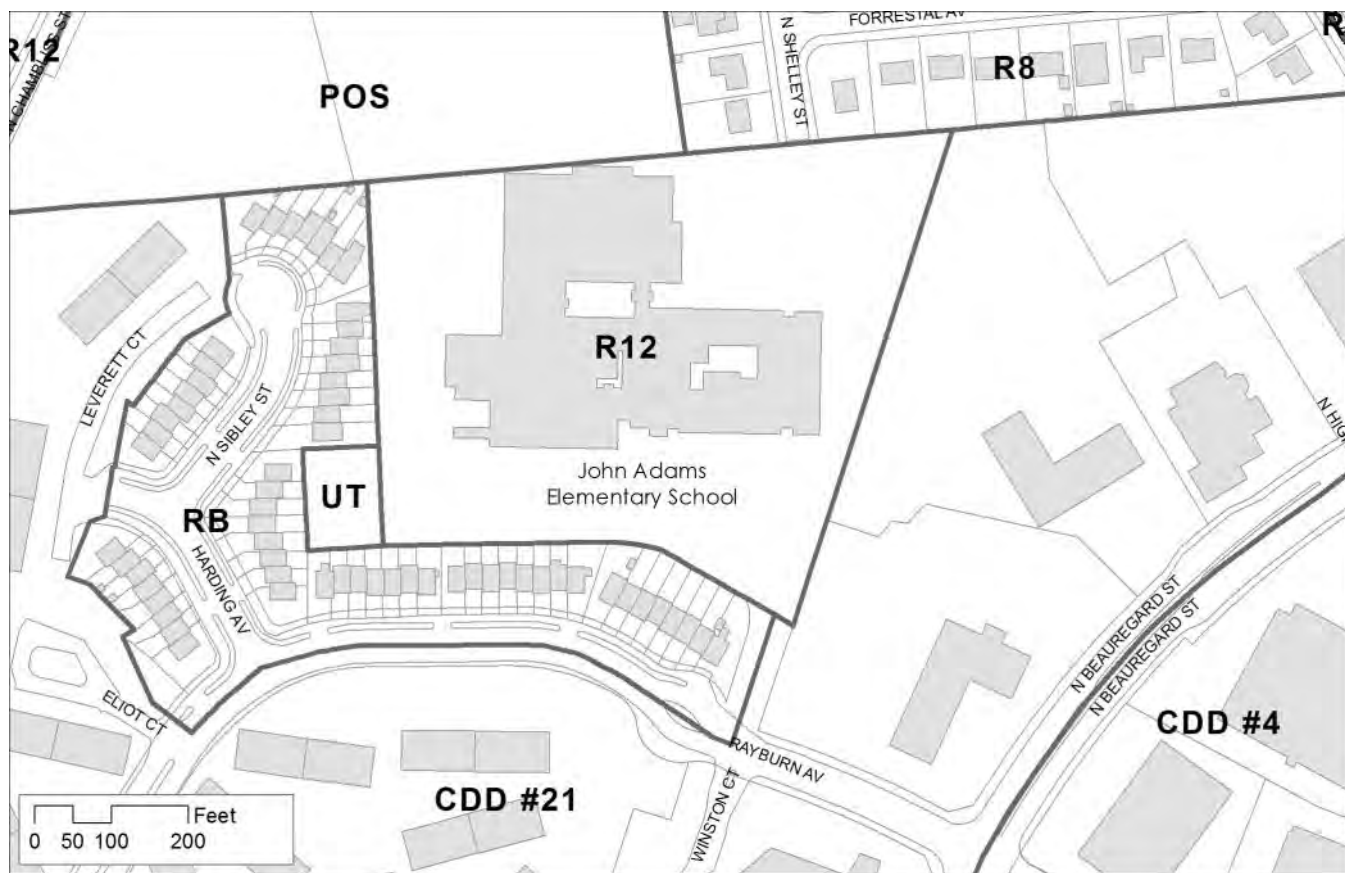 FORRESTAL AV
R12
N CHAMBLISS ST
POS
N SHELLEY ST
R8
R12
LEVERETT CT
N SIBLEY ST
John Adams
Elementary School
UT
RB
HARDING AV
N BEAUREGARD ST
N BEAUREGARD ST
ELIOT CT
CDD #4
RAYBURN AV
WINSTON CT
CDD #21
Feet
0 50 100 200